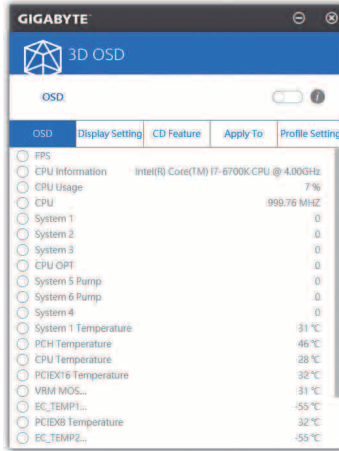 GIGABYTE™
3D OSD
OSD
OSD Display Setting CD Feature Apply To Profile Setting
FPS
CPU Information Intel(R) Core(TM) I7-6700K CPU @ 4.00GHz
CPU Usage 7 %
CPU 999.76 MHZ
System 1 0
System 2 0
System 3 0
CPU OPT 0
System 5 Pump 0
System 6 Pump 0
System 4 0
System 1 Temperature 31 ℃
PCH Temperature 46 ℃
CPU Temperature 28 ℃
PCIEX16 Temperature 32 ℃
VRM MOS... 31 ℃
EC_TEMP1... -55 ℃
PCIEX8 Temperature 32 ℃
EC_TEMP2... -55 ℃